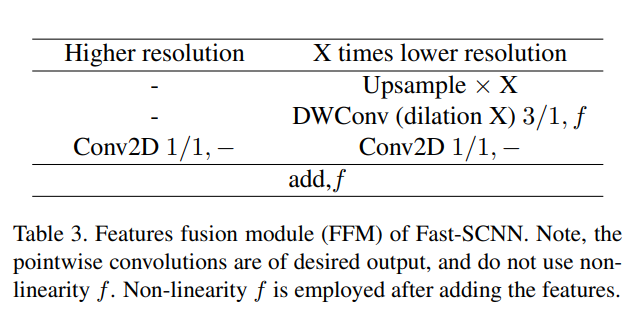 Higher resolution X times lower resolution
- Upsample × X
- DWConv (dilation X) 3/1, f
Conv2D 1/1, − Conv2D 1/1, −
add,f
Table 3. Features fusion module (FFM) of Fast-SCNN. Note, the
pointwise convolutions are of desired output, and do not use non-
linearity f. Non-linearity f is employed after adding the features.